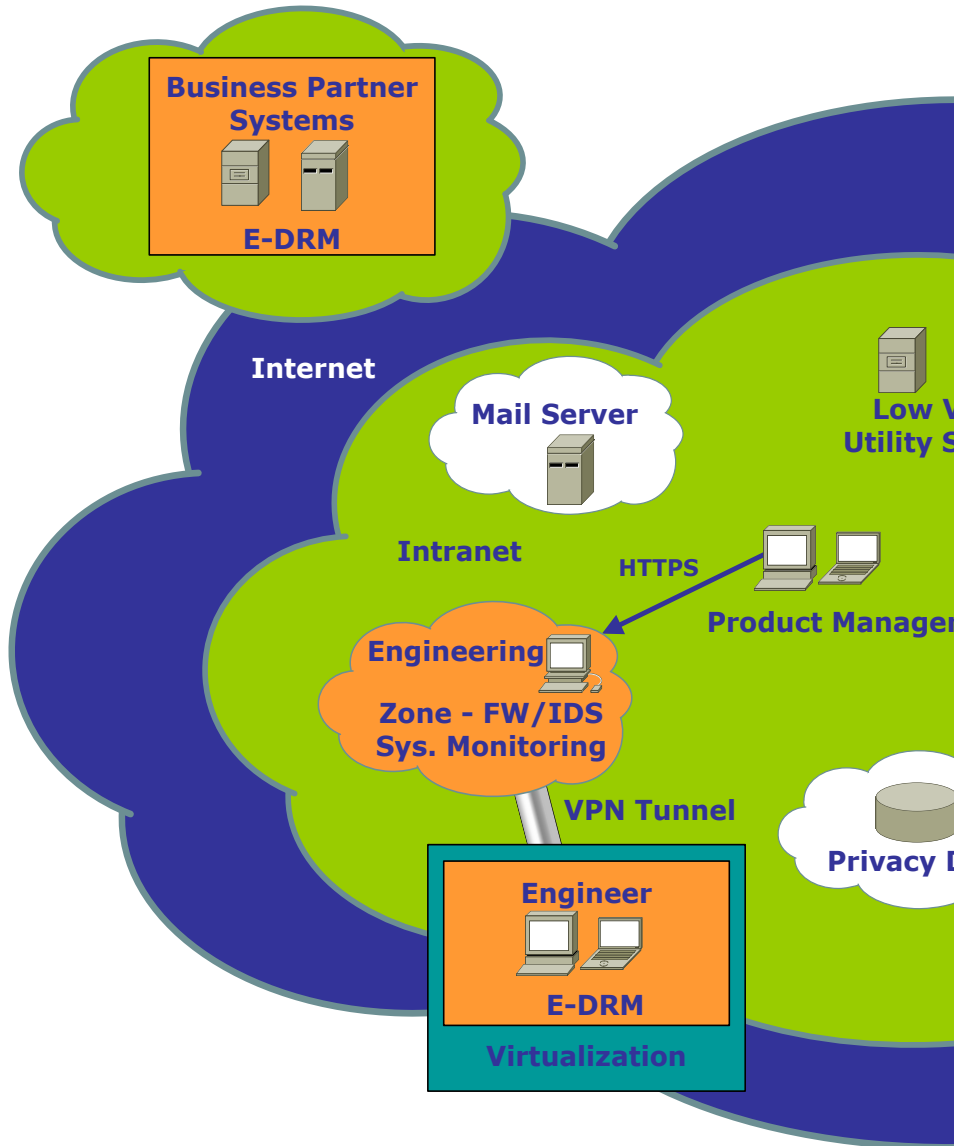 Business Partner
Systems
E-DRM
Internet
Mail Server
Low
Utility
Intranet
HTTPS
Product Manager
Engineering
Zone - FW/IDS
Sys. Monitoring
VPN Tunnel
Privacy
Engineer
E-DRM
Virtualization